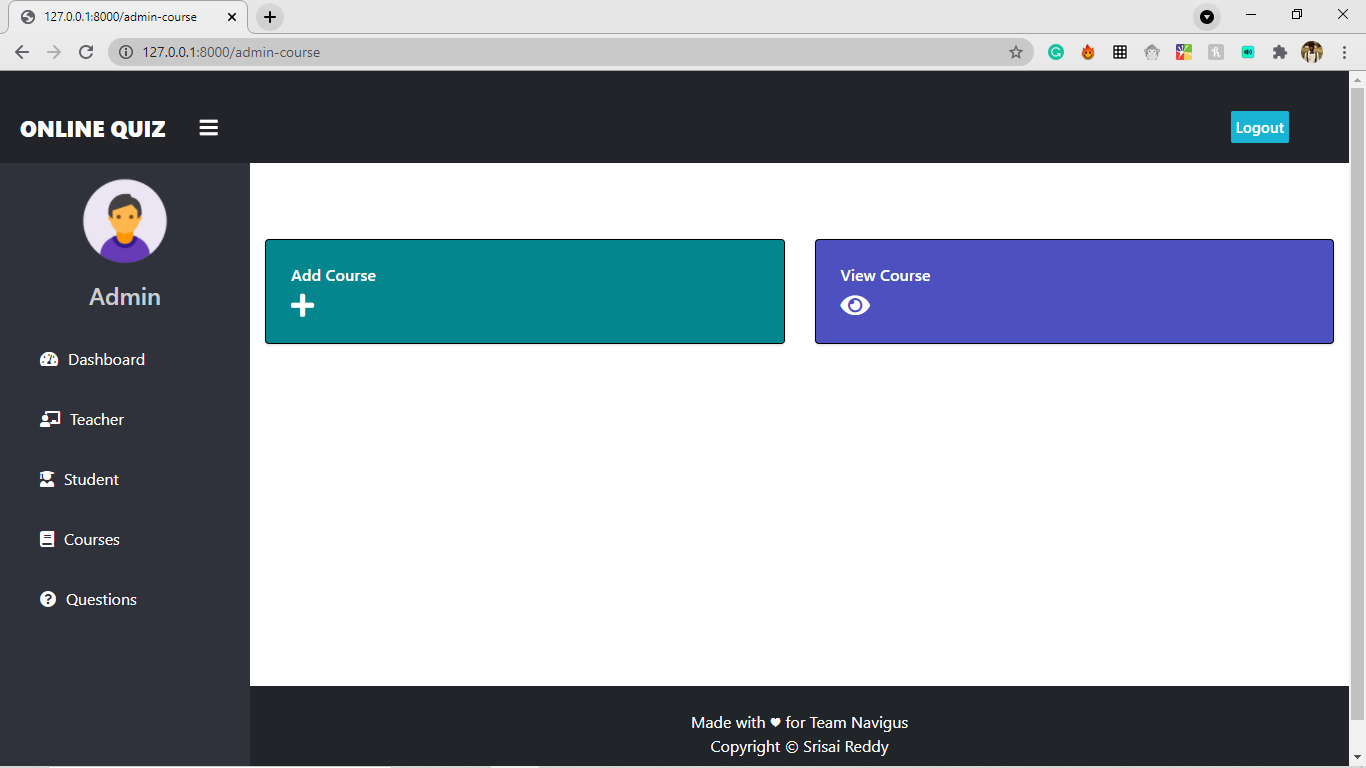 127.0.0.1:8000/admin-course
127.0.0.1:8000/admin-course
ONLINE QUIZ
Logout
Admin
Dashboard
Teacher
Student
Courses
Questions
Add Course
View Course
Made with ♥ for Team Navigus
Copyright © Srisai Reddy